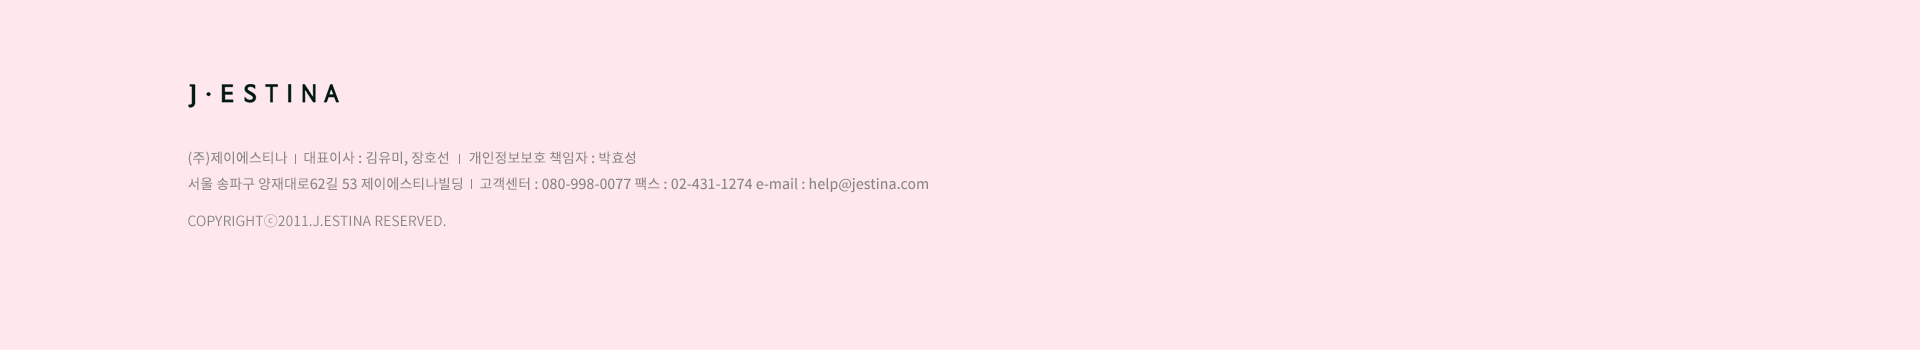 J·ESTINA
(주)제이에스티나 | 대표이사 : 김유미, 장호선 | 개인정보보호 책임자 : 박효성
서울 송파구 양재대로62길 53 제이에스티나빌딩 | 고객센터 : 080-998-0077 팩스 : 02-431-1274 e-mail : help@jestina.com
COPYRIGHTⓒ2011.J.ESTINA RESERVED.